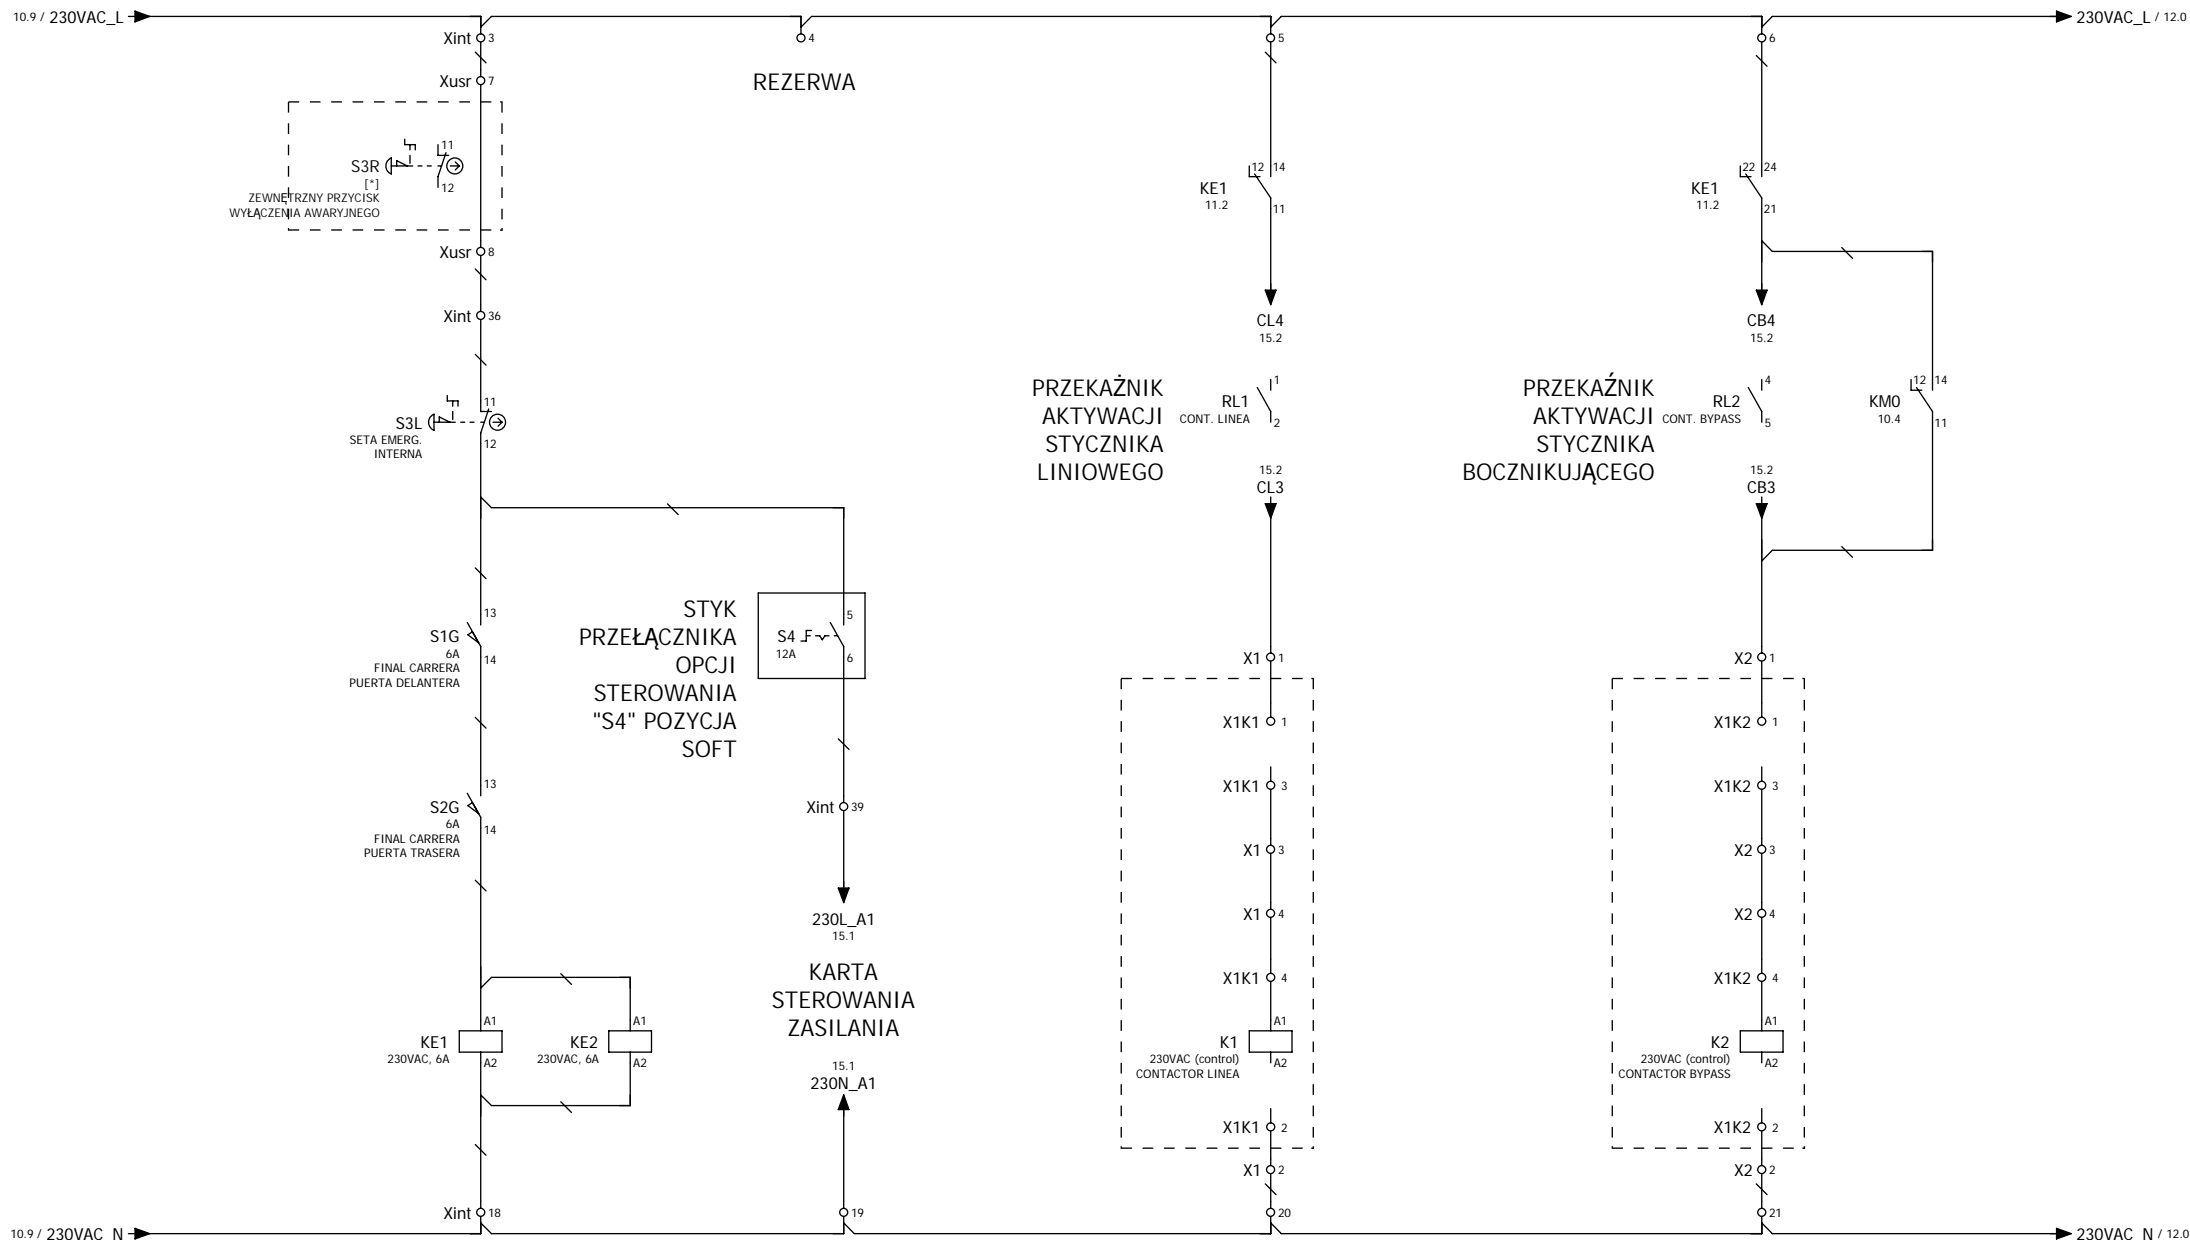 10.9 / 230VAC_L
230VAC_L / 12.0
Xint 3
4
5
6
Xusr 7
REZERWA
S3R
11
12
[*]
ZEWNĘTRZNY PRZYCISK
WYŁĄCZENIA AWARYJNEGO
KE1
11.2
12 14
11
KE1
11.2
22 24
21
Xusr 8
Xint 36
CL4
15.2
CB4
15.2
S3L
11
12
SETA EMERG.
INTERNA
PRZEKAŻNIK
AKTYWACJI
STYCZNIKA
LINIOWEGO
RL1
CONT. LINEA
1
2
PRZEKAŹNIK
AKTYWACJI
STYCZNIKA
BOCZNIKUJĄCEGO
RL2
CONT. BYPASS
4
5
KM0
10.4
12 14
11
15.2
CL3
15.2
CB3
S1G
6A
FINAL CARRERA
PUERTA DELANTERA
13
14
STYK
PRZEŁĄCZNIKA
OPCJI
STEROWANIA
"S4" POZYCJA
SOFT
S4
12A
5
6
X1 1
X2 1
X1K1 1
X1K2 1
S2G
6A
FINAL CARRERA
PUERTA TRASERA
13
14
Xint 39
X1K1 3
X1K2 3
X1 3
X2 3
230L_A1
15.1
X1 4
X2 4
KARTA
STEROWANIA
ZASILANIA
X1K1 4
X1K2 4
KE1
230VAC, 6A
A1
A2
KE2
230VAC, 6A
A1
A2
K1
230VAC (control)
CONTACTOR LINEA
A1
A2
K2
230VAC (control)
CONTACTOR BYPASS
A1
A2
15.1
230N_A1
X1K1 2
X1K2 2
X1 2
X2 2
Xint 18
19
20
21
10.9 / 230VAC_N
230VAC_N / 12.0